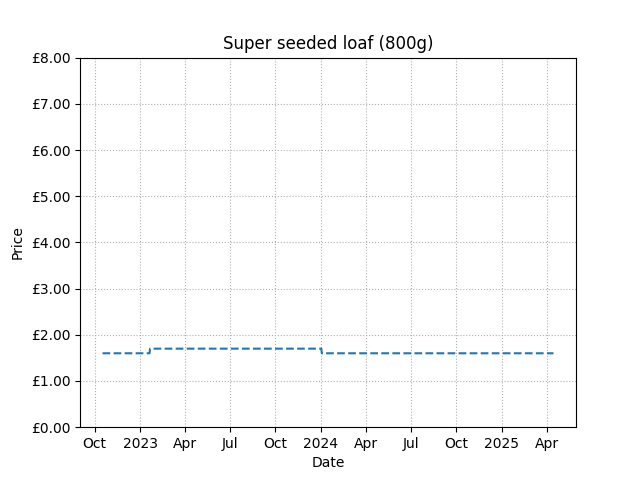 Super seeded loaf (800g)
£8.00
£7.00
£6.00
£5.00
£4.00
£3.00
£2.00
£1.00
£0.00
Price
Oct 2023 Apr Jul Oct 2024 Apr Jul Oct 2025 Apr
Date